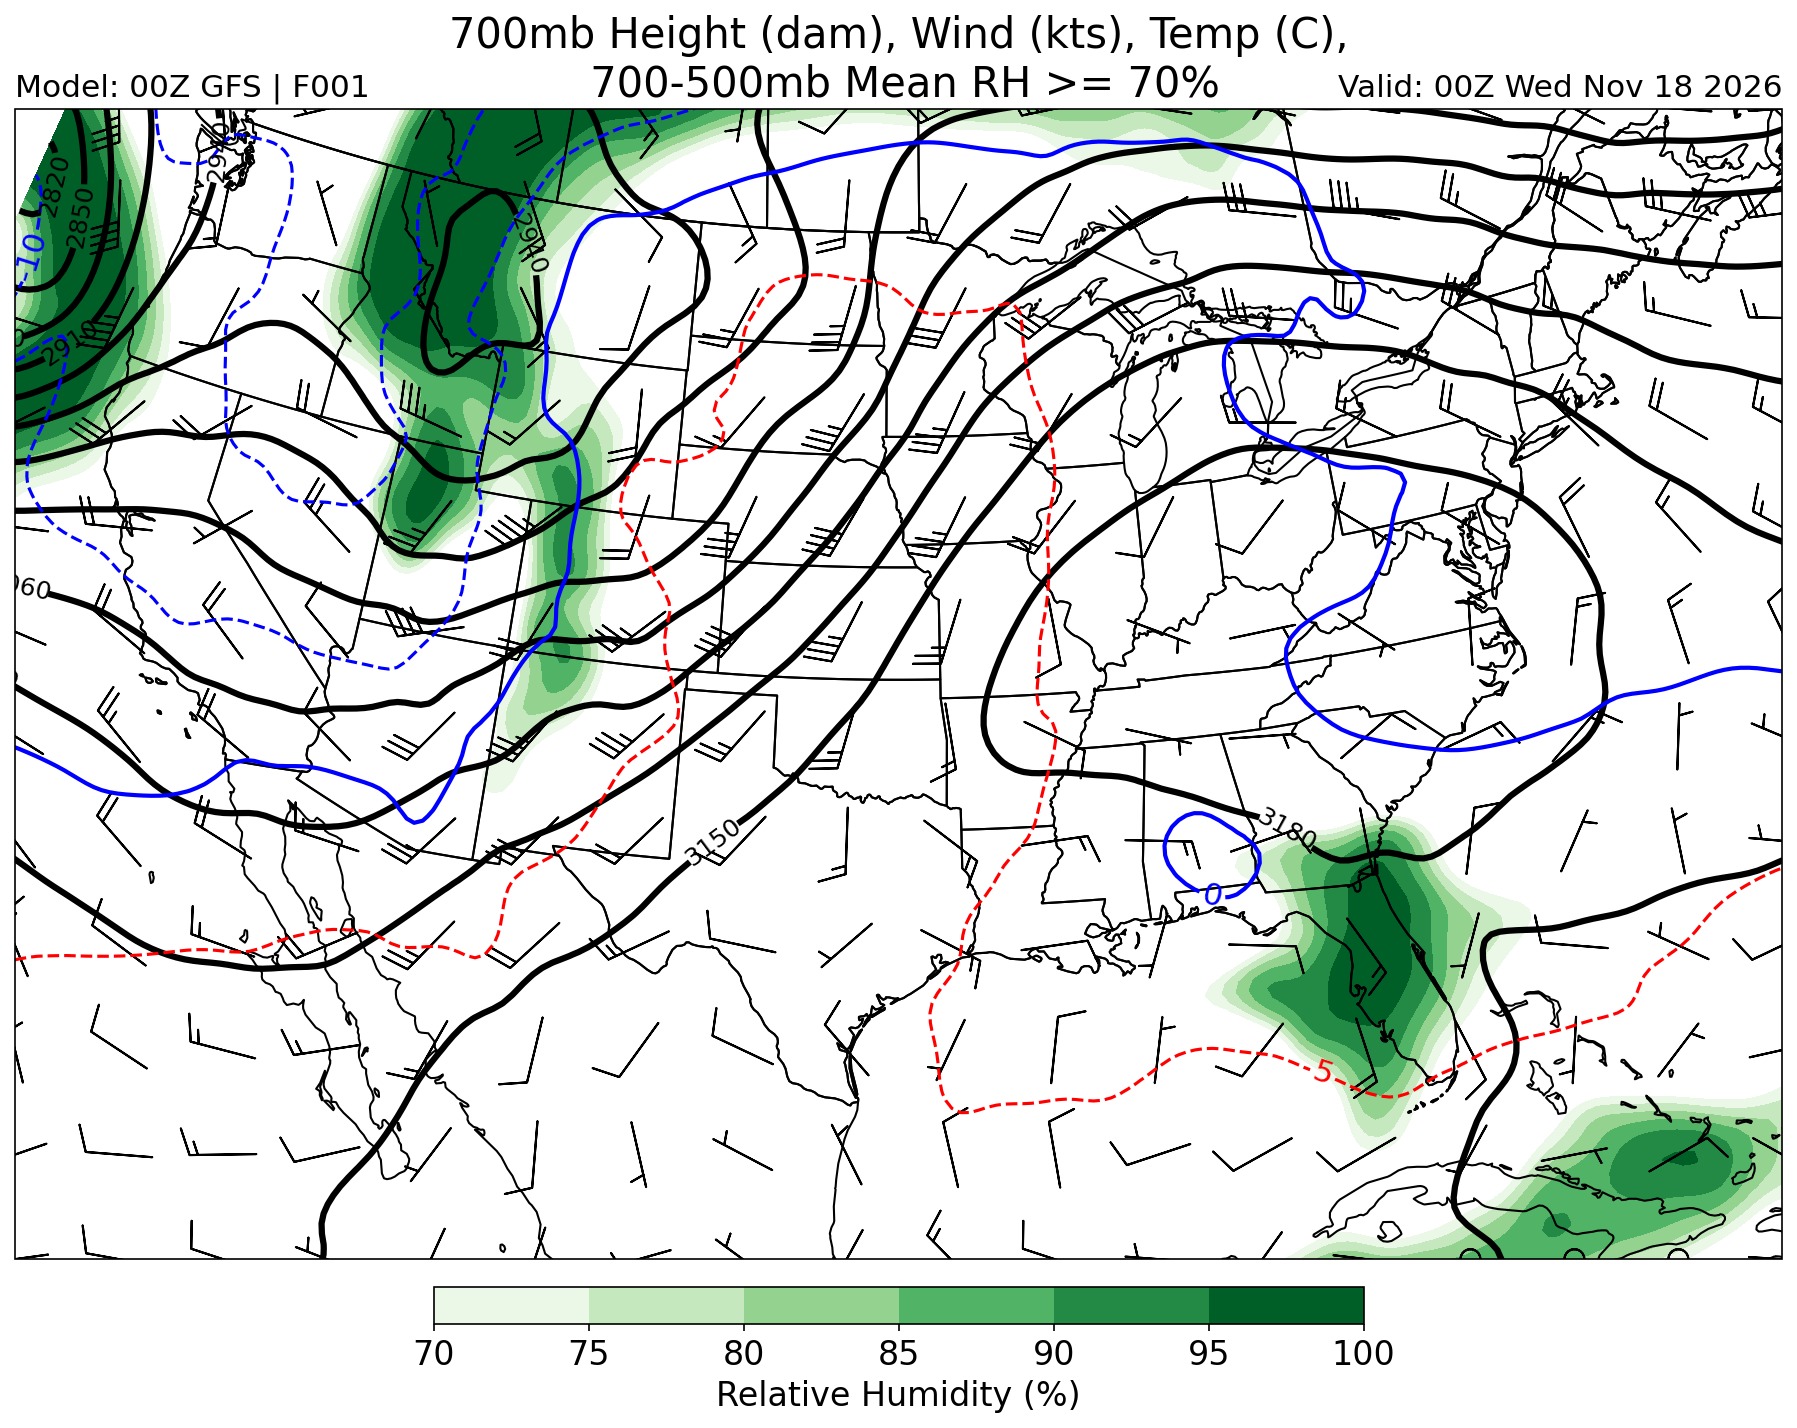 700mb Height (dam), Wind (kts), Temp (C),
700-500mb Mean RH >= 70%
Model: 00Z GFS | F001
Valid: 00Z Wed Nov 18 2026
2820
2850
2940
10
2910
2940
060
3150
3180
0
5
70 75 80 85 90 95 100
Relative Humidity (%)